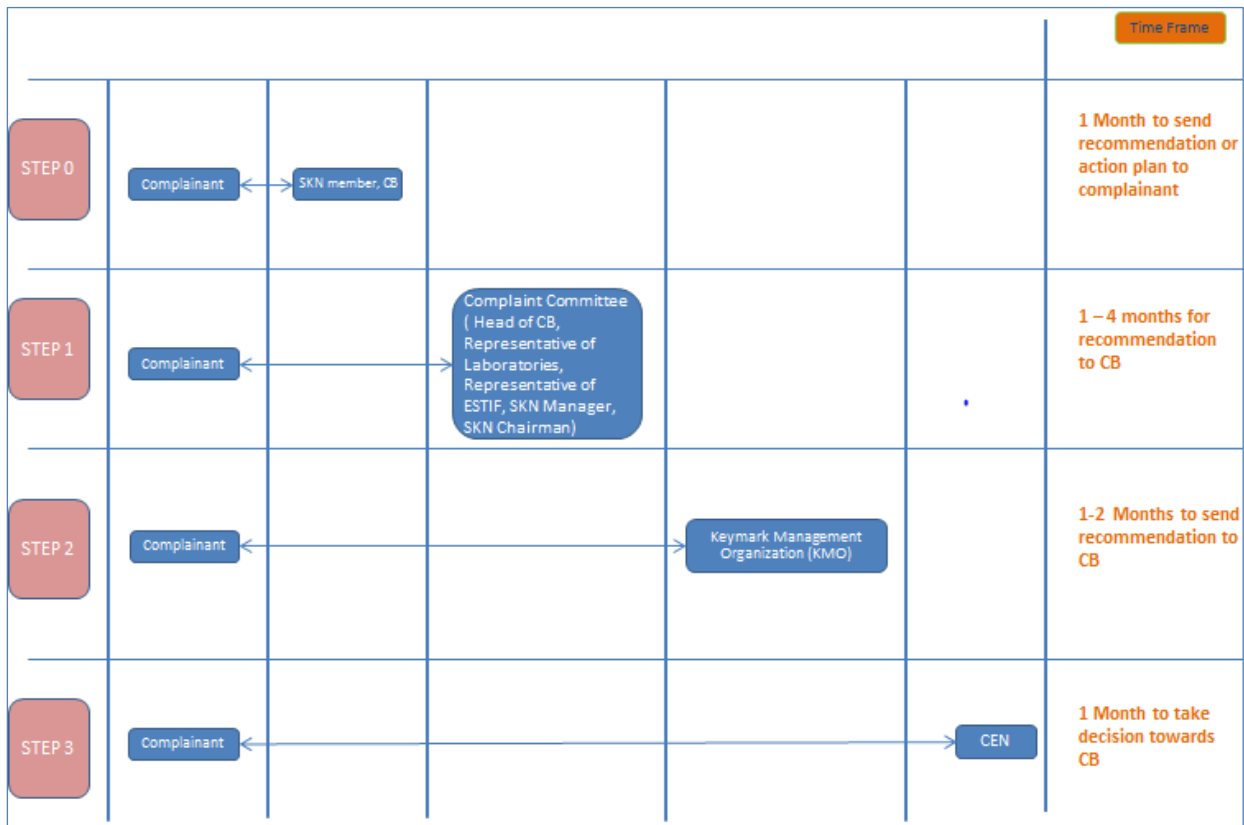 Time Frame
STEP 0
Complainant
SKN member, CB
1 Month to send
recommendation or
action plan to
complainant
STEP 1
Complainant
Complaint Committee
( Head of CB,
Representative of
Laboratories,
Representative of
ESTIF, SKN Manager,
SKN Chairman)
1 – 4 months for
recommendation
to CB
STEP 2
Complainant
Keymark Management
Organization (KMO)
1-2 Months to send
recommendation to
CB
STEP 3
Complainant
CEN
1 Month to take
decision towards
CB